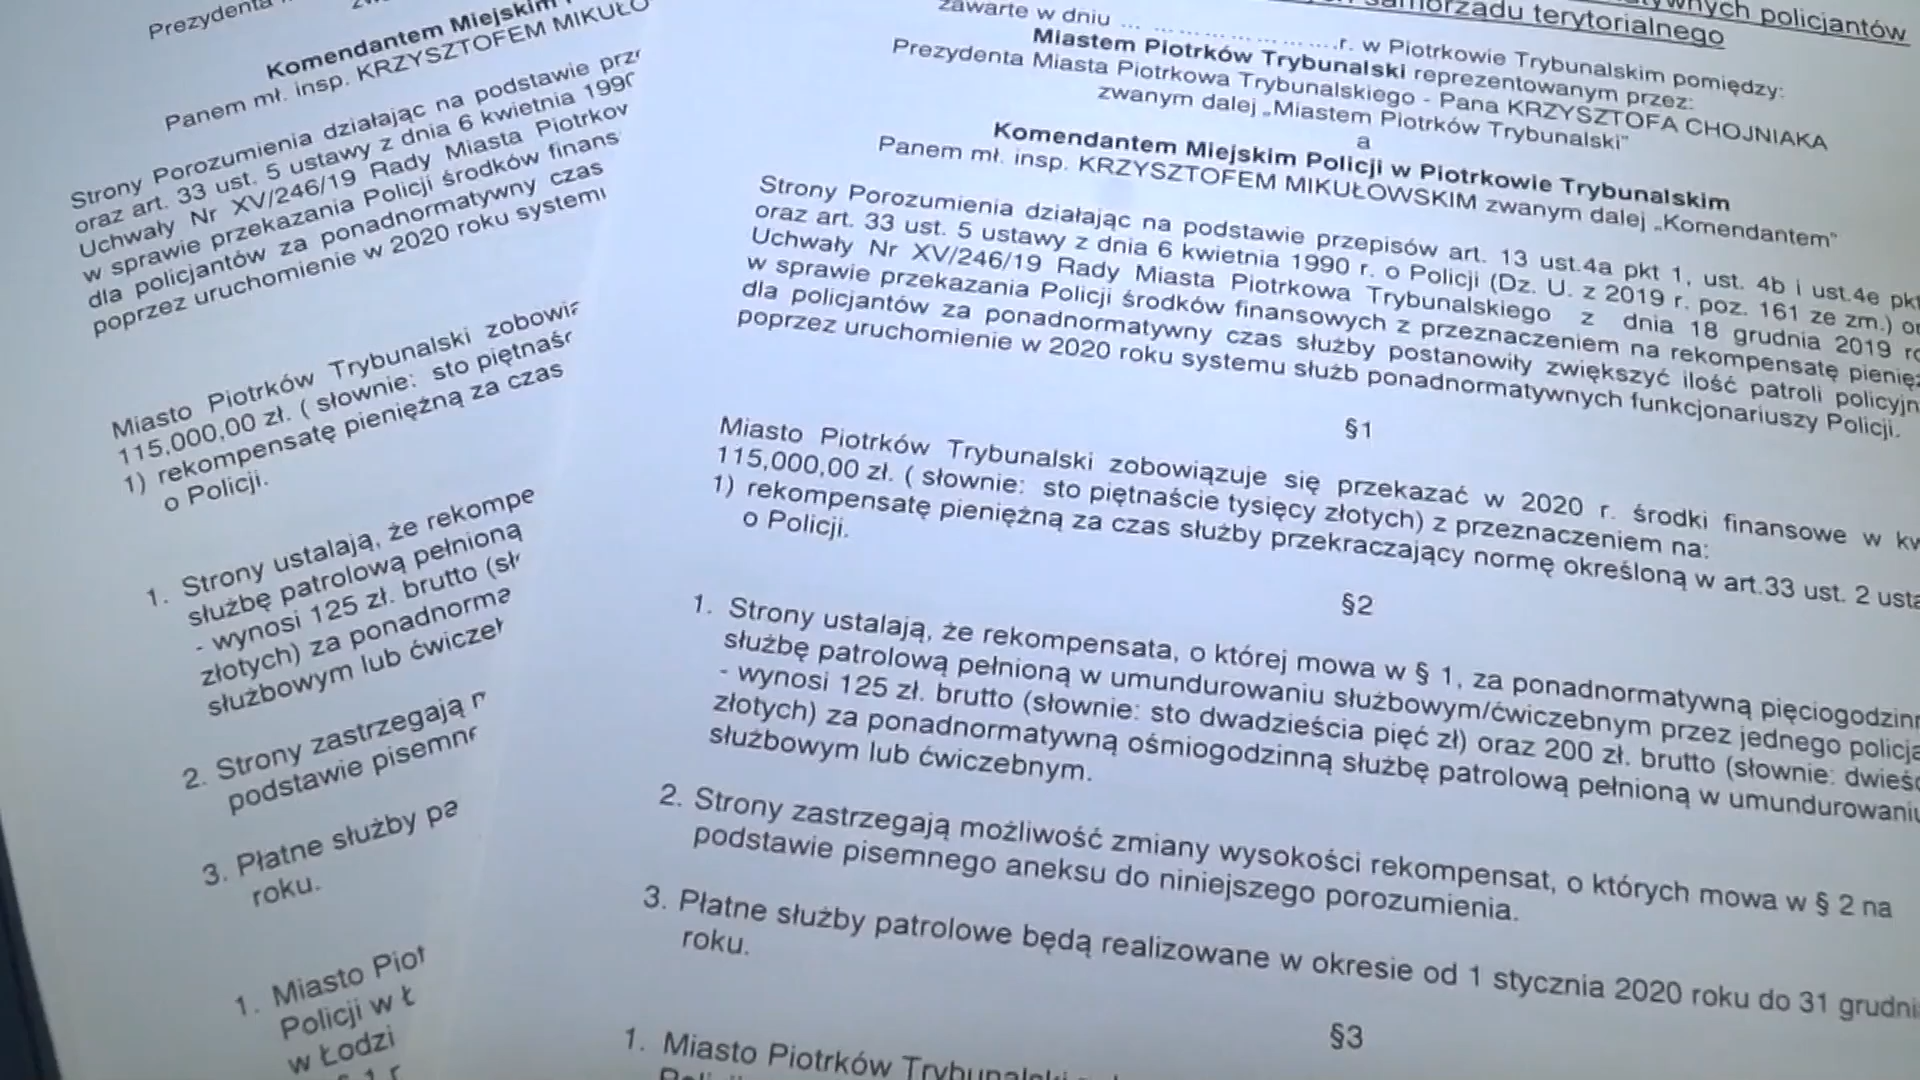 Prezydenta
Komendantem Miejskim
Panem mł. insp. KRZYSZTOFEM MIKUŁO
Strony Porozumienia działając na podstawie prze
oraz art. 33 ust. 5 ustawy z dnia 6 kwietnia 1990
Uchwały Nr XV/246/19 Rady Miasta Piotrkow
w sprawie przekazania Policji środków finans
dla policjantów za ponadnormatywny czas
poprzez uruchomienie w 2020 roku systemu
Miasto Piotrków Trybunalski zobowią
115,000,00 zł. ( słownie: sto piętnaśc
1) rekompensatę pieniężną za czas
o Policji.
1. Strony ustalają, że rekompe
służbę patrolową pełnioną
- wynosi 125 zł. brutto (sł
złotych) za ponadnorma
służbowym lub ćwiczeb
2. Strony zastrzegają m
podstawie pisemne
3. Płatne służby pa
roku.
1. Miasto Piot
Policji w Ł
w Łodzi
policjantów
samorządu terytorialnego
zawarte w dniu ... ........................r. w Piotrkowie Trybunalskim pomiędzy:
Miastem Piotrków Trybunalski reprezentowanym przez:
Prezydenta Miasta Piotrkowa Trybunalskiego - Pana KRZYSZTOFA CHOJNIAKA
zwanym dalej „Miastem Piotrków Trybunalski”
a
Komendantem Miejskim Policji w Piotrkowie Trybunalskim
Panem mł. insp. KRZYSZTOFEM MIKUŁOWSKIM zwanym dalej „Komendantem”
Strony Porozumienia działając na podstawie przepisów art. 13 ust.4a pkt 1, ust. 4b i ust.4e pkt
oraz art. 33 ust. 5 ustawy z dnia 6 kwietnia 1990 r. o Policji (Dz. U. z 2019 r. poz. 161 ze zm.) or
Uchwały Nr XV/246/19 Rady Miasta Piotrkowa Trybunalskiego z dnia 18 grudnia 2019 ro
w sprawie przekazania Policji środków finansowych z przeznaczeniem na rekompensatę pienięż
dla policjantów za ponadnormatywny czas służby postanowiły zwiększyć ilość patroli policyjn
poprzez uruchomienie w 2020 roku systemu służb ponadnormatywnych funkcjonariuszy Policji.
§1
Miasto Piotrków Trybunalski zobowiązuje się przekazać w 2020 r. środki finansowe w kw
115,000,00 zł. ( słownie: sto piętnaście tysięcy złotych) z przeznaczeniem na:
1) rekompensatę pieniężną za czas służby przekraczający normę określoną w art.33 ust. 2 usta
o Policji.
§2
1. Strony ustalają, że rekompensata, o której mowa w § 1, za ponadnormatywną pięciogodzinn
służbę patrolową pełnioną w umundurowaniu służbowym/ćwiczebnym przez jednego policja
- wynosi 125 zł. brutto (słownie: sto dwadzieścia pięć zł) oraz 200 zł. brutto (słownie: dwieśc
złotych) za ponadnormatywną ośmiogodzinną służbę patrolową pełnioną w umundurowaniu
służbowym lub ćwiczebnym.
2. Strony zastrzegają możliwość zmiany wysokości rekompensat, o których mowa w § 2 na
podstawie pisemnego aneksu do niniejszego porozumienia.
3. Płatne służby patrolowe będą realizowane w okresie od 1 stycznia 2020 roku do 31 grudni
roku.
§3
1. Miasto Piotrków Trybunalski